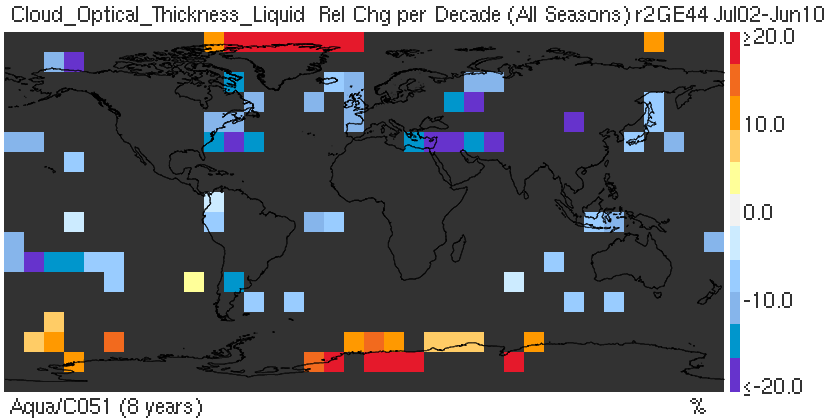 Cloud_Optical_Thickness_Liquid Rel Chg per Decade (All Seasons) r2GE44 Jul02-Jun10
≥20.0
10.0
0.0
-10.0
≤-20.0
Aqua/C051 (8 years) %